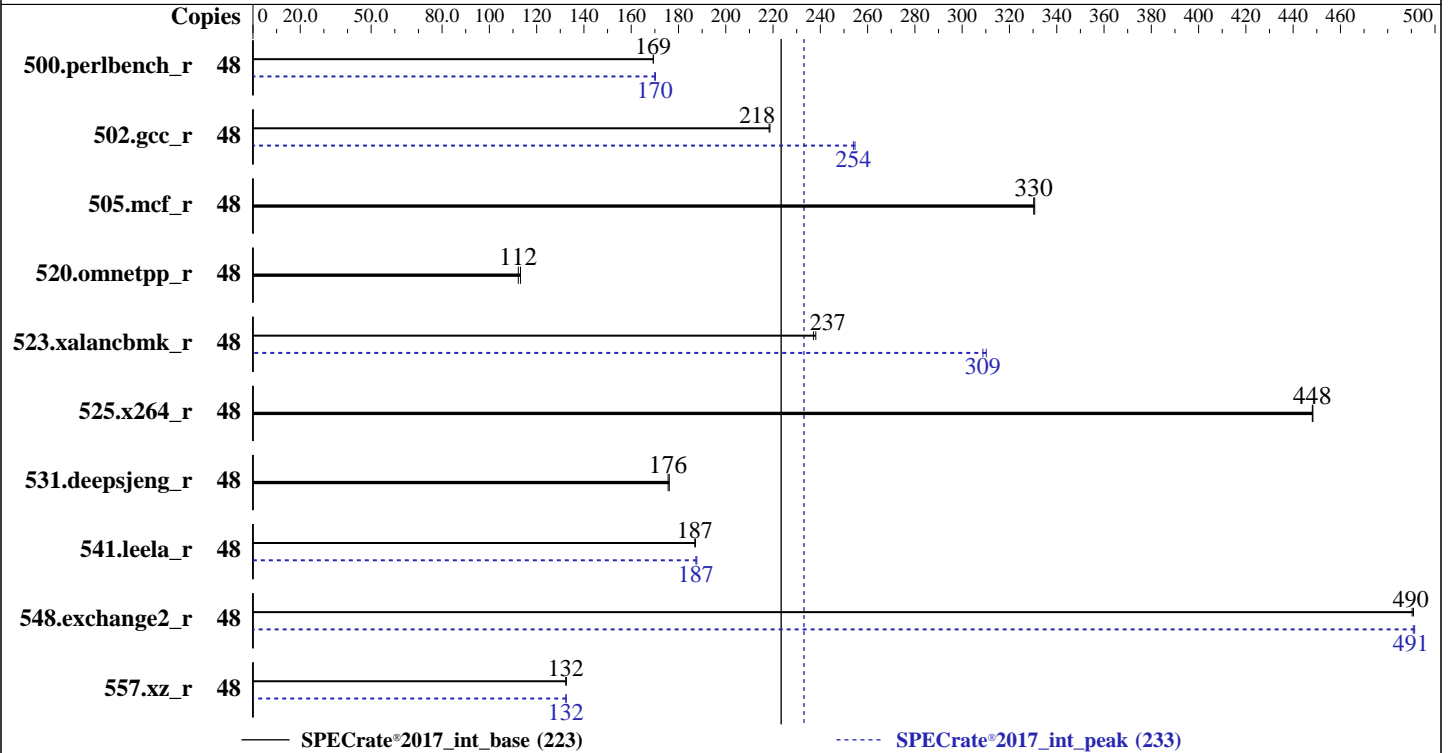 Copies 0 20.0 50.0 80.0 100 120 140 160 180 200 220 240 260 280 300 320 340 360 380 400 420 440 460 500
169
500.perlbench_r 48
170
218
502.gcc_r 48
254
330
505.mcf_r 48
112
520.omnetpp_r 48
237
523.xalancbmk_r 48
309
448
525.x264_r 48
176
531.deepsjeng_r 48
187
541.leela_r 48
187
490
548.exchange2_r 48
491
132
557.xz_r 48
132
SPECrate®2017_int_base (223) SPECrate®2017_int_peak (233)